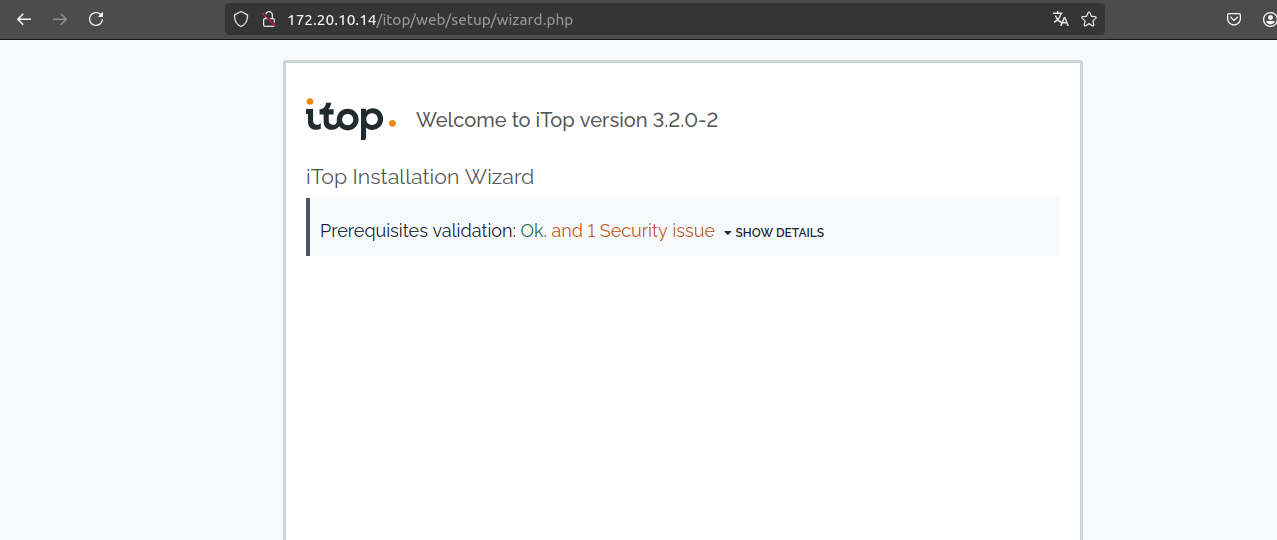 172.20.10.14/itop/web/setup/wizard.php
itop
Welcome to iTop version 3.2.0-2
iTop Installation Wizard
Prerequisites validation: Ok. and 1 Security issue SHOW DETAILS